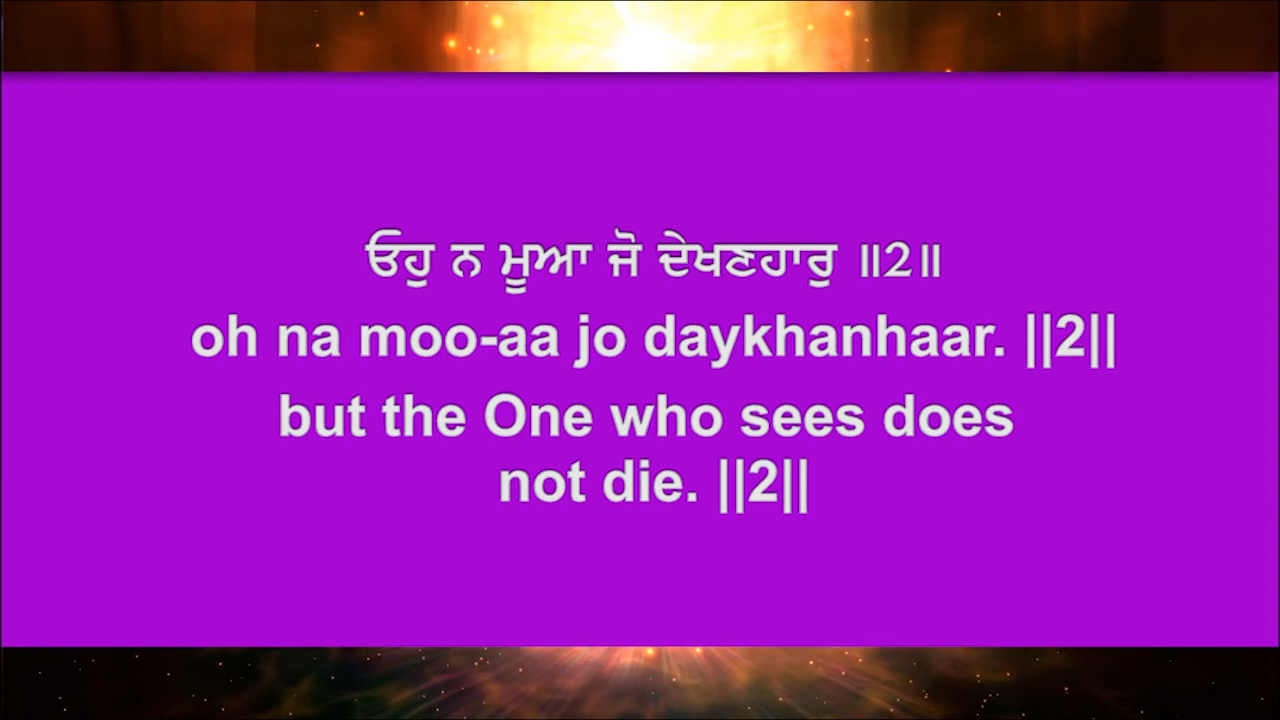 ਓਹੁ ਨ ਮੂਆ ਜੋ ਦੇਖਣਹਾਰੁ ॥2॥
oh na moo-aa jo daykhanhaar. ||2||
but the One who sees does
not die. ||2||